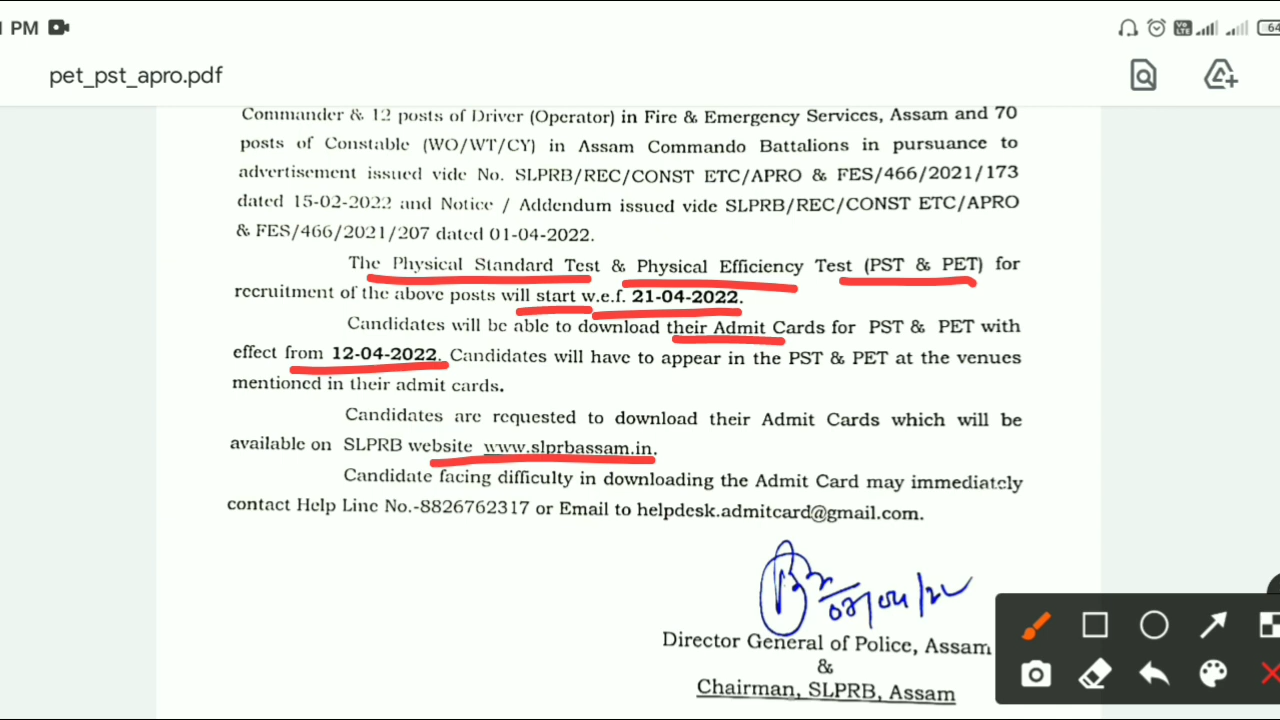 PM
64
pet_pst_apro.pdf
Commander & 12 posts of Driver (Operator) in Fire & Emergency Services, Assam and 70
posts of Constable (WO/WT/CY) in Assam Commando Battalions in pursuance to
advertisement issued vide No. SLPRB/REC/CONST ETC/APRO & FES/466/2021/173
dated 15-02-2022 and Notice / Addendum issued vide SLPRB/REC/CONST ETC/APRO
& FES/466/2021/207 dated 01-04-2022.
The Physical Standard Test & Physical Efficiency Test (PST & PET) for
recruitment of the above posts will start w.e.f. 21-04-2022.
Candidates will be able to download their Admit Cards for PST & PET with
effect from 12-04-2022. Candidates will have to appear in the PST & PET at the venues
mentioned in their admit cards.
Candidates are requested to download their Admit Cards which will be
available on SLPRB website www.slprbassam.in.
Candidate facing difficulty in downloading the Admit Card may immediately
contact Help Line No.-8826762317 or Email to helpdesk.admitcard@gmail.com.
Director General of Police, Assam
&
Chairman, SLPRB, Assam